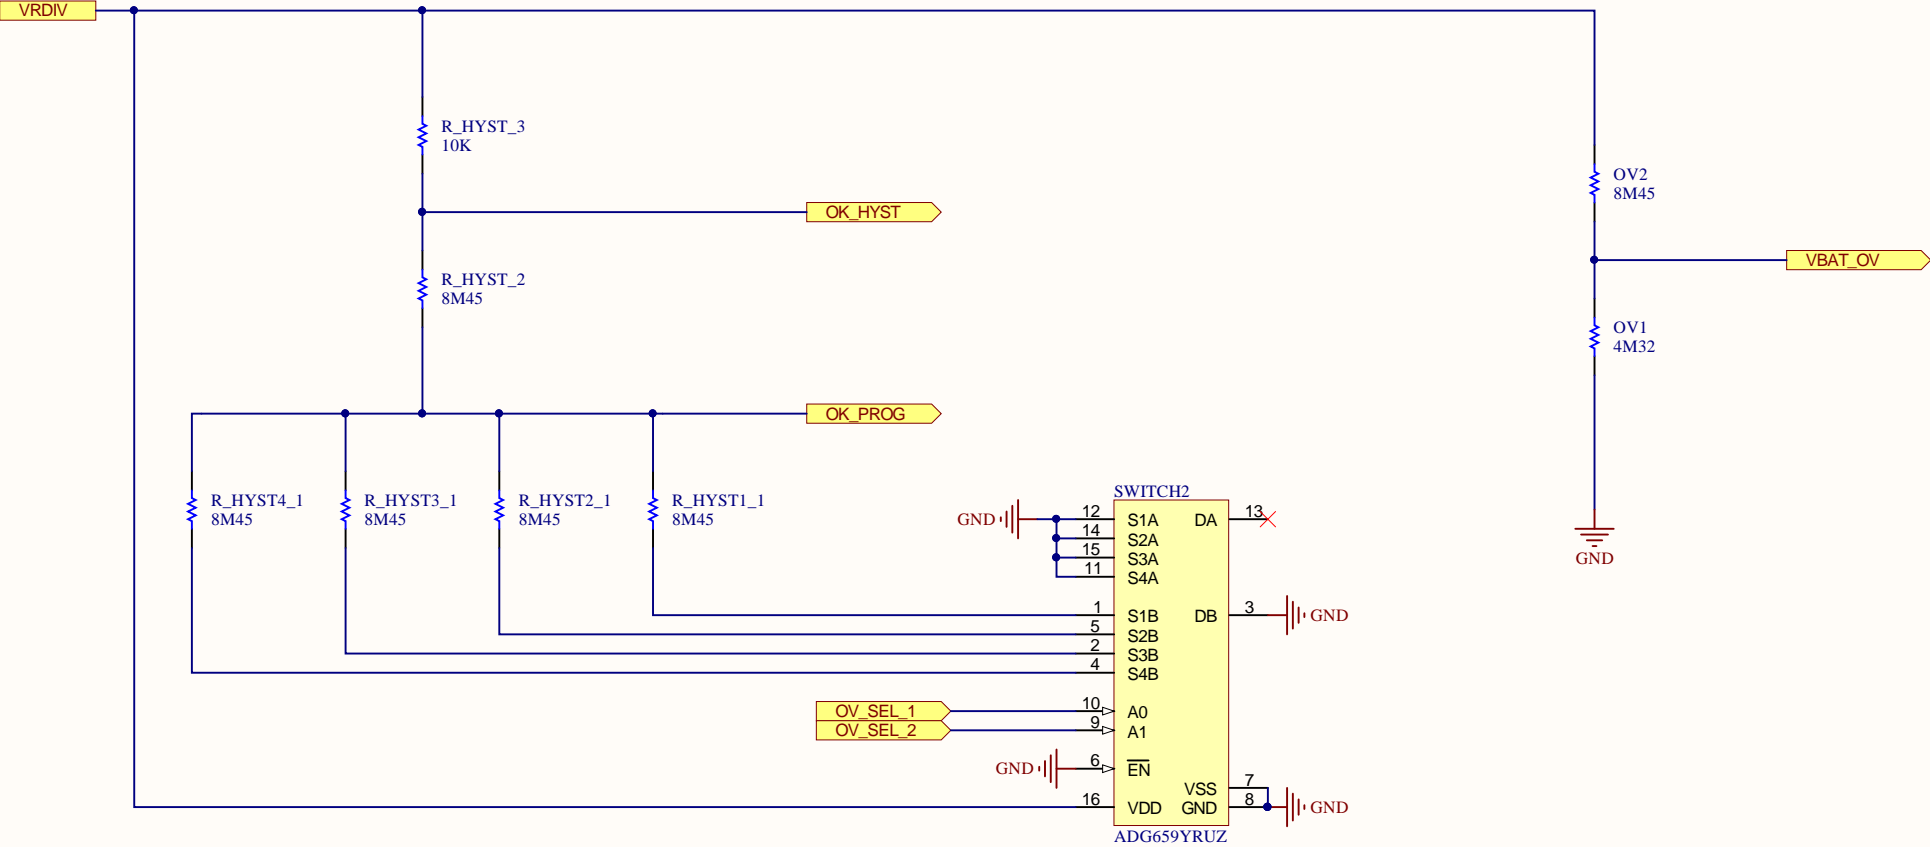 VRDIV
R_HYST_3
10K
OV2
8M45
OK_HYST
VBAT_OV
R_HYST_2
8M45
OV1
4M32
OK_PROG
R_HYST4_1
8M45
R_HYST3_1
8M45
R_HYST2_1
8M45
R_HYST1_1
8M45
GND
SWITCH2
GND
12 S1A DA 13
14 S2A
15 S3A
11 S4A
1 S1B DB 3 GND
5 S2B
2 S3B
4 S4B
OV_SEL_1 10 A0
OV_SEL_2 9 A1
GND 6 EN
VSS 7
16 VDD GND 8 GND
ADG659YRUZ